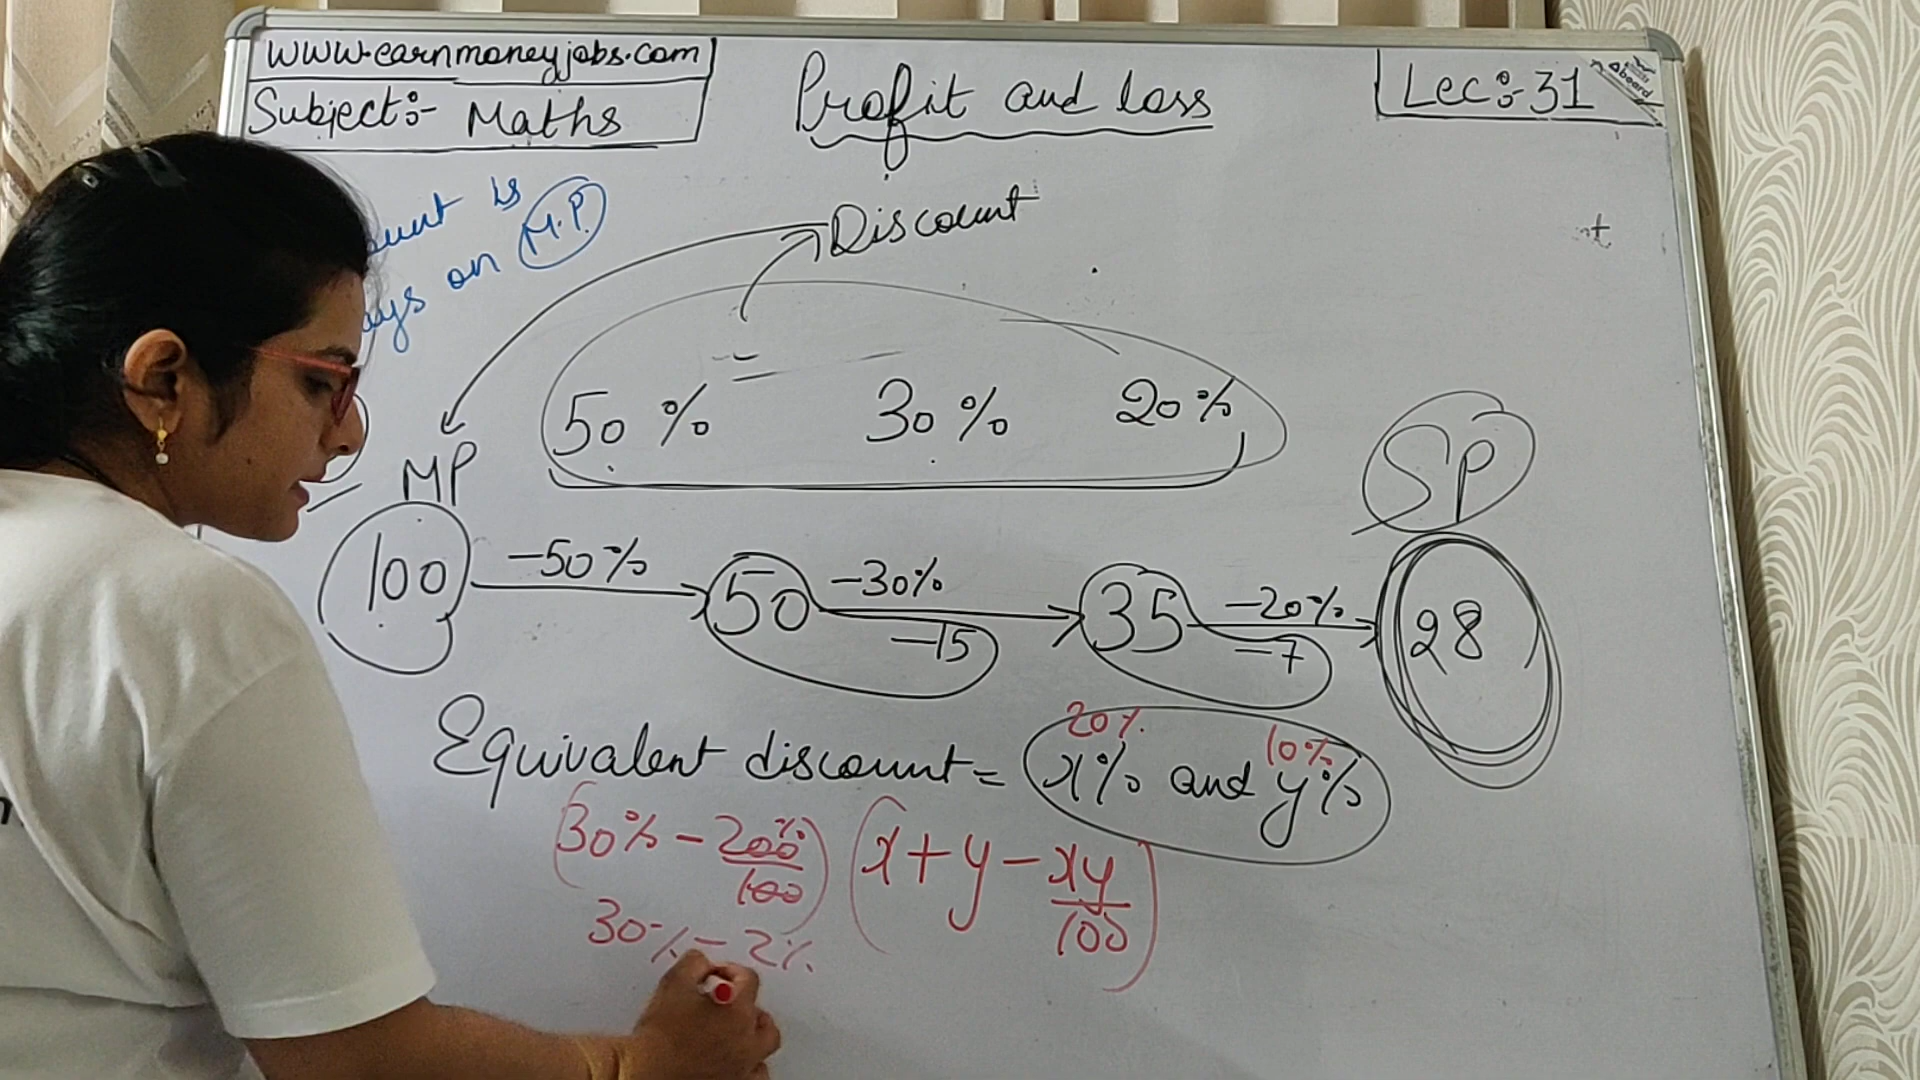 www.earnmoneyjobs.com
Subject:- Maths
Profit and loss
Lec:-31
is
on M.P.
Discount
50% 30% 20%
MP
SP
100 -50% 50 -30% 35 -20% 28
-15 -7
20% 10%
Equivalent discount = x% and y%
(30% - 200%/100) (x+y-xy/100)
30% - 2%